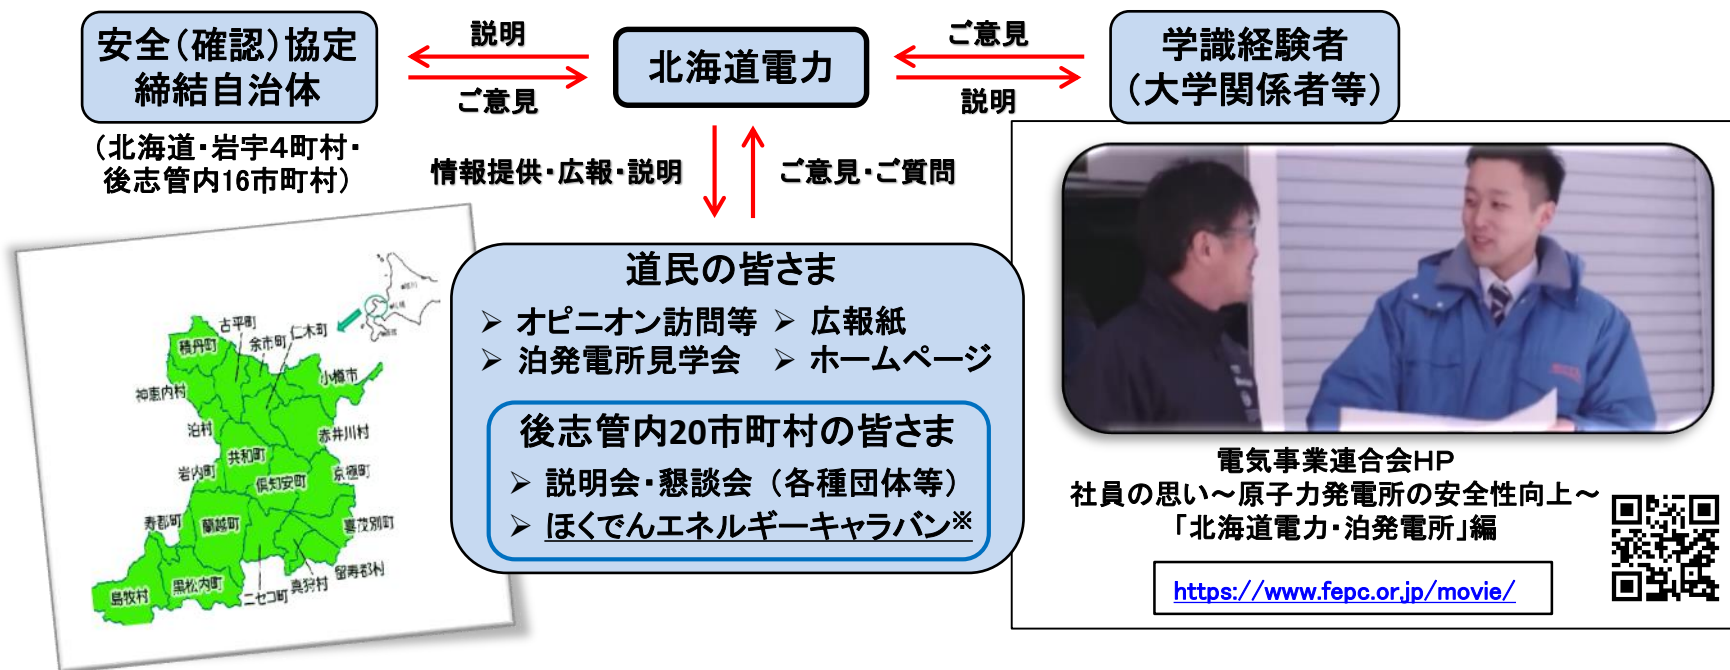 安全(確認)協定
締結自治体
説明
ご意見
北海道電力
ご意見
説明
学識経験者
(大学関係者等)
(北海道・岩宇4町村・
後志管内16市町村)
情報提供・広報・説明
ご意見・ご質問
古平町
仁木町
余市町
積丹町
小樽市
神恵内村
泊村
赤井川村
共和町
岩内町
京極町
倶知安町
寿都町
蘭越町
喜茂別町
留寿都村
真狩村
ニセコ町
黒松内町
島牧村
道民の皆さま
➢ オピニオン訪問等 ➢ 広報紙
➢ 泊発電所見学会 ➢ ホームページ
後志管内20市町村の皆さま
➢ 説明会・懇談会(各種団体等)
➢ ほくでんエネルギーキャラバン※
電気事業連合会HP
社員の思い~原子力発電所の安全性向上~
「北海道電力・泊発電所」編
https://www.fepc.or.jp/movie/